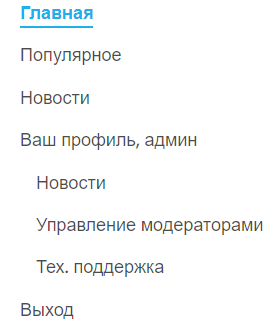 Главная
Популярное
Новости
Ваш профиль, админ
Новости
Управление модераторами
Тех. поддержка
Выход